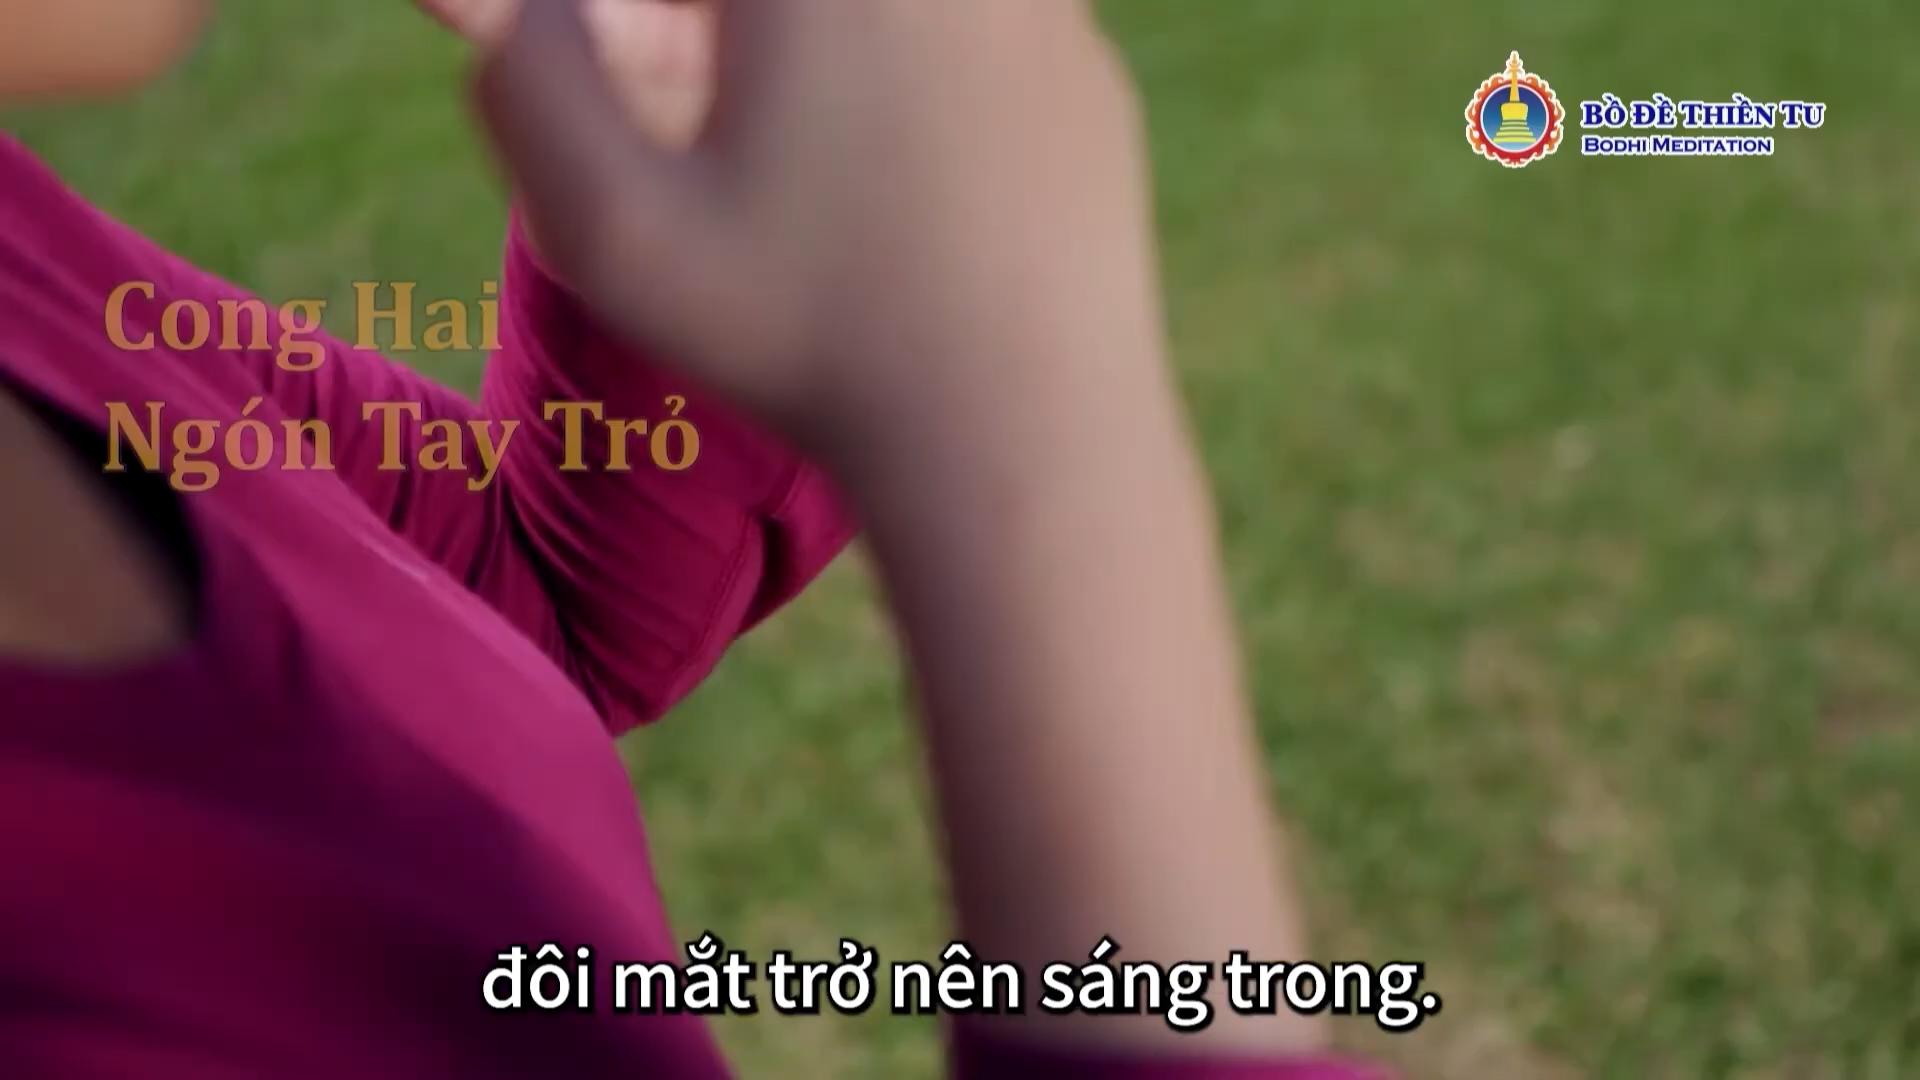 BỒ ĐỀ THIỀN TU
BODHI MEDITATION
Cong Hai
Ngón Tay Trỏ
đôi mắt trở nên sáng trong.